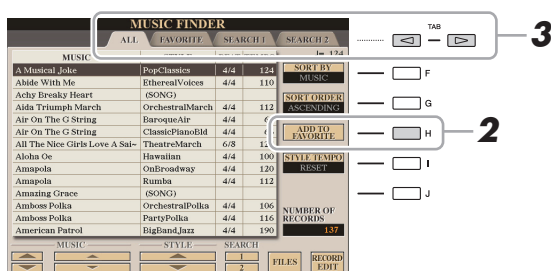 MUSIC FINDER
ALL FAVORITE SEARCH 1 SEARCH 2
TAB
3
MUSIC
A Musical Joke PopClassics 4/4 124
Abide With Me EtherealVoices 4/4 110
Achy Breaky Heart (SONG)
Aida Triumph March OrchestralMarch 4/4 112
Air On The G String BaroqueAir 4/4
Air On The G String ClassicPianoBld 4/4
All The Nice Girls Love A Sai~ TheatreMarch 6/8
Aloha Oe Hawaiian 4/4 100
Amapola OnBroadway 4/4 120
Amapola Rumba 4/4 112
Amazing Grace (SONG)
Amboss Polka OrchestralPolka 4/4 106
Amboss Polka PartyPolka 4/4 116
American Patrol BigBandJazz 4/4 190
SORT BY
MUSIC
F
SORT ORDER
ASCENDING
G
ADD TO
FAVORITE
H
2
STYLE TEMPO
RESET
I
J
NUMBER OF
RECORDS
137
MUSIC STYLE SEARCH
1
2
FILES
RECORD
EDIT